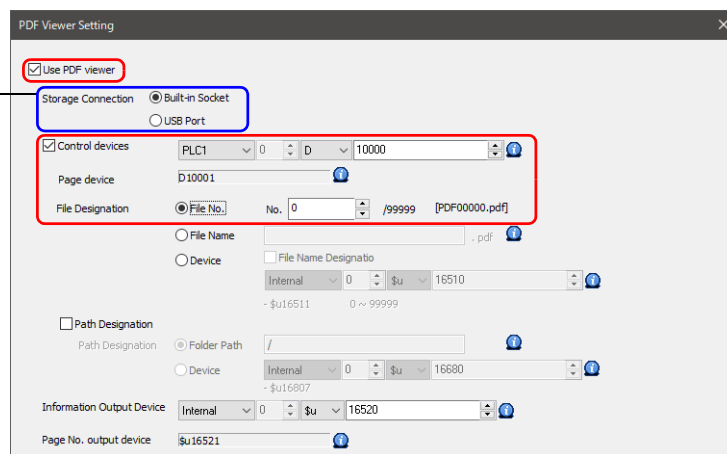 PDF Viewer Setting
Use PDF viewer
Storage Connection Built-in Socket
USB Port
Control devices PLC1 0 D 10000
Page device D10001
File Designation File No. No. 0 /99999 [PDF00000.pdf]
File Name . pdf
Device File Name Designatio
Internal 0 $u 16510
- $u16511 0 ~ 99999
Path Designation
Path Designation Folder Path /
Device Internal 0 $u 16680
- $u16807
Information Output Device Internal 0 $u 16520
Page No. output device $u16521